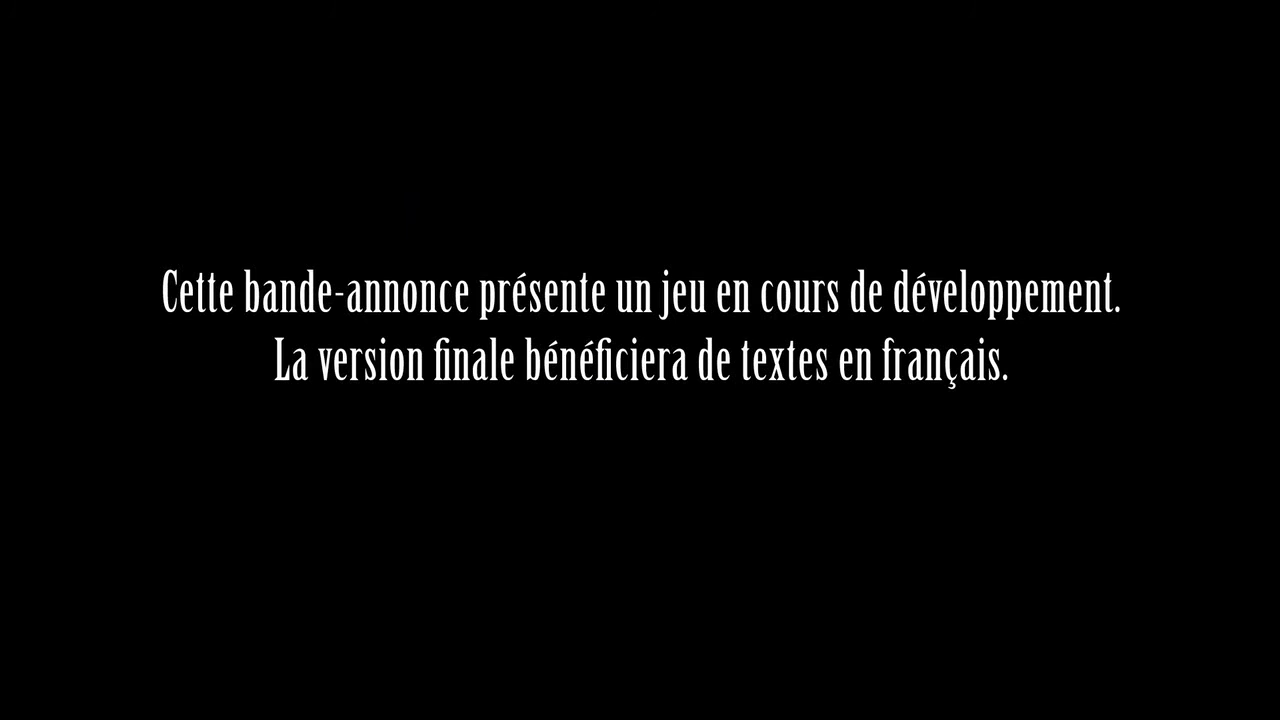 Cette bande-annonce présente un jeu en cours de développement.
La version finale bénéficiera de textes en français.